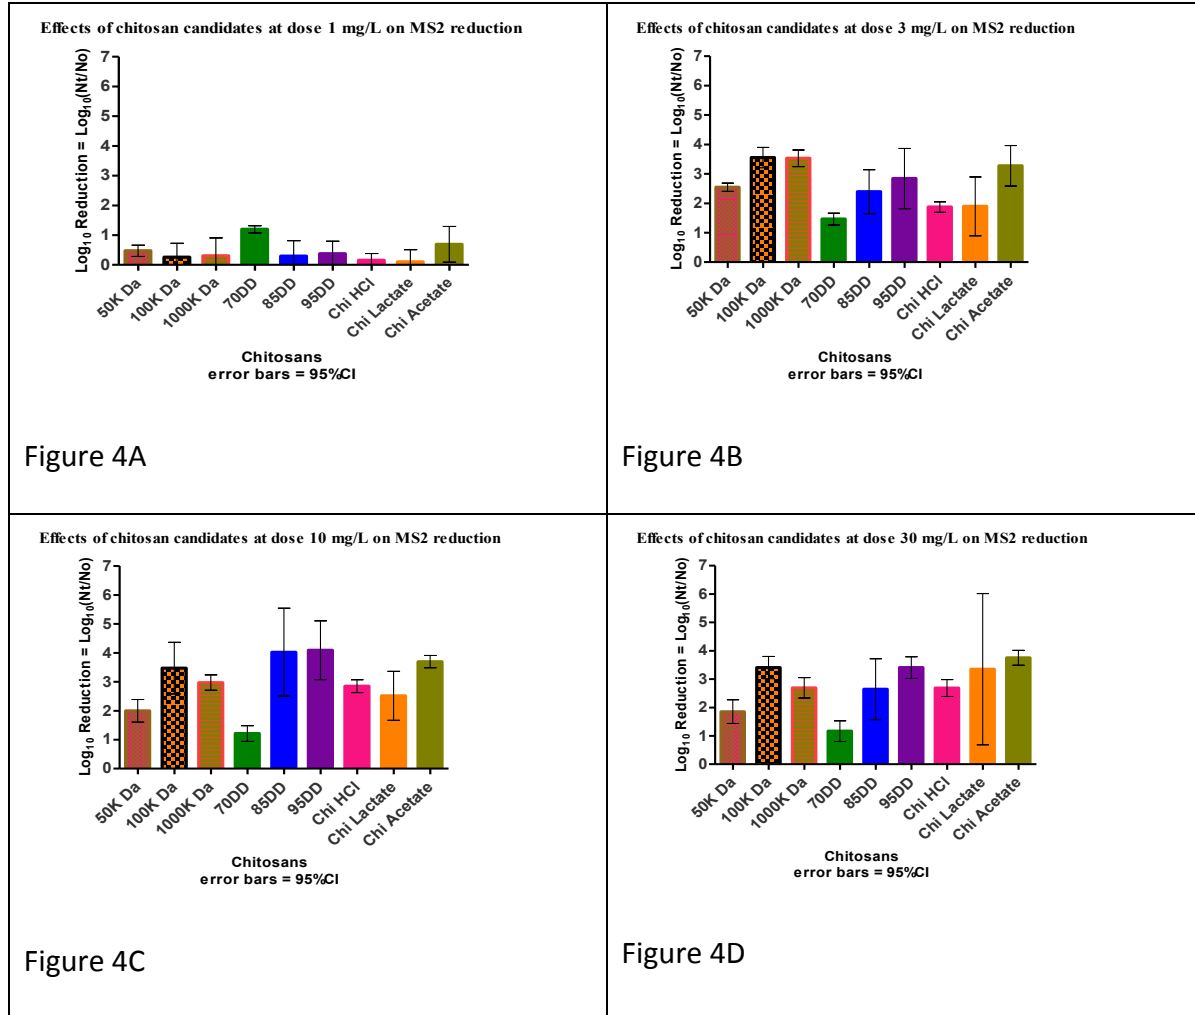 Effects of chitosan candidates at dose 1 mg/L on MS2 reduction
Log10 Reduction = Log10(Nt/No)
7
6
5
4
3
2
1
0
50K Da
100K Da
1000K Da
70DD
85DD
95DD
Chi HCl
Chi Lactate
Chi Acetate
Chitosans
error bars = 95%CI
Figure 4A
Effects of chitosan candidates at dose 3 mg/L on MS2 reduction
Log10 Reduction = Log10(Nt/No)
7
6
5
4
3
2
1
0
50K Da
100K Da
1000K Da
70DD
85DD
95DD
Chi HCl
Chi Lactate
Chi Acetate
Chitosans
error bars = 95%CI
Figure 4B
Effects of chitosan candidates at dose 10 mg/L on MS2 reduction
Log10 Reduction = Log10(Nt/No)
7
6
5
4
3
2
1
0
50K Da
100K Da
1000K Da
70DD
85DD
95DD
Chi HCl
Chi Lactate
Chi Acetate
Chitosans
error bars = 95%CI
Figure 4C
Effects of chitosan candidates at dose 30 mg/L on MS2 reduction
Log10 Reduction = Log10(Nt/No)
7
6
5
4
3
2
1
0
50K Da
100K Da
1000K Da
70DD
85DD
95DD
Chi HCl
Chi Lactate
Chi Acetate
Chitosans
error bars = 95%CI
Figure 4D